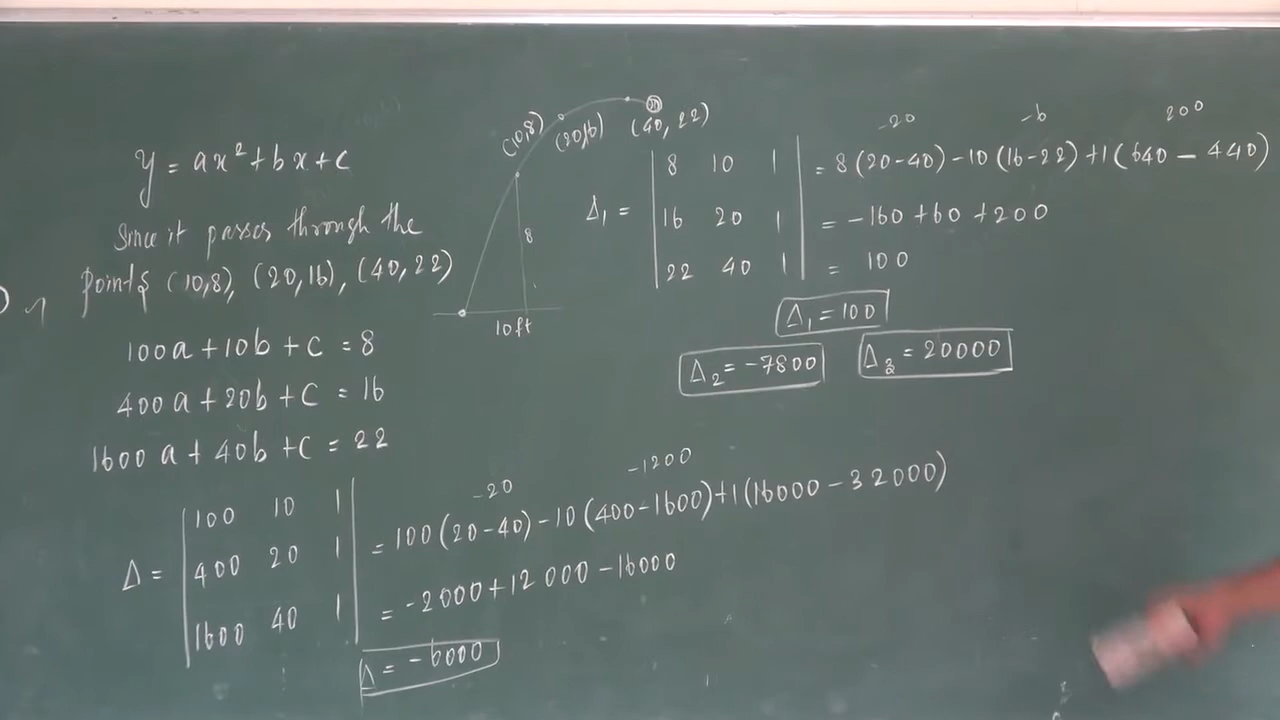 y = ax² + bx + c
Since it passes through the
points (10,8), (20,16), (40,22)
100a + 10b + c = 8
400a + 20b + c = 16
1600a + 40b + c = 22
-20
-1200
Δ = | 100 10 1 |
| 400 20 1 |
| 1600 40 1 |
= 100(20-40) - 10(400-1600) + 1(16000 - 32000)
= -2000 + 12000 - 16000
Δ = -6000
(10,8) (20,16) (40,22)
8
10ft
-20 -6 200
Δ₁ = | 8 10 1 |
| 16 20 1 |
| 22 40 1 |
= 8(20-40) - 10(16-22) + 1(640 - 440)
= -160 + 60 + 200
= 100
Δ₁ = 100
Δ₂ = -7800 Δ₃ = 20000